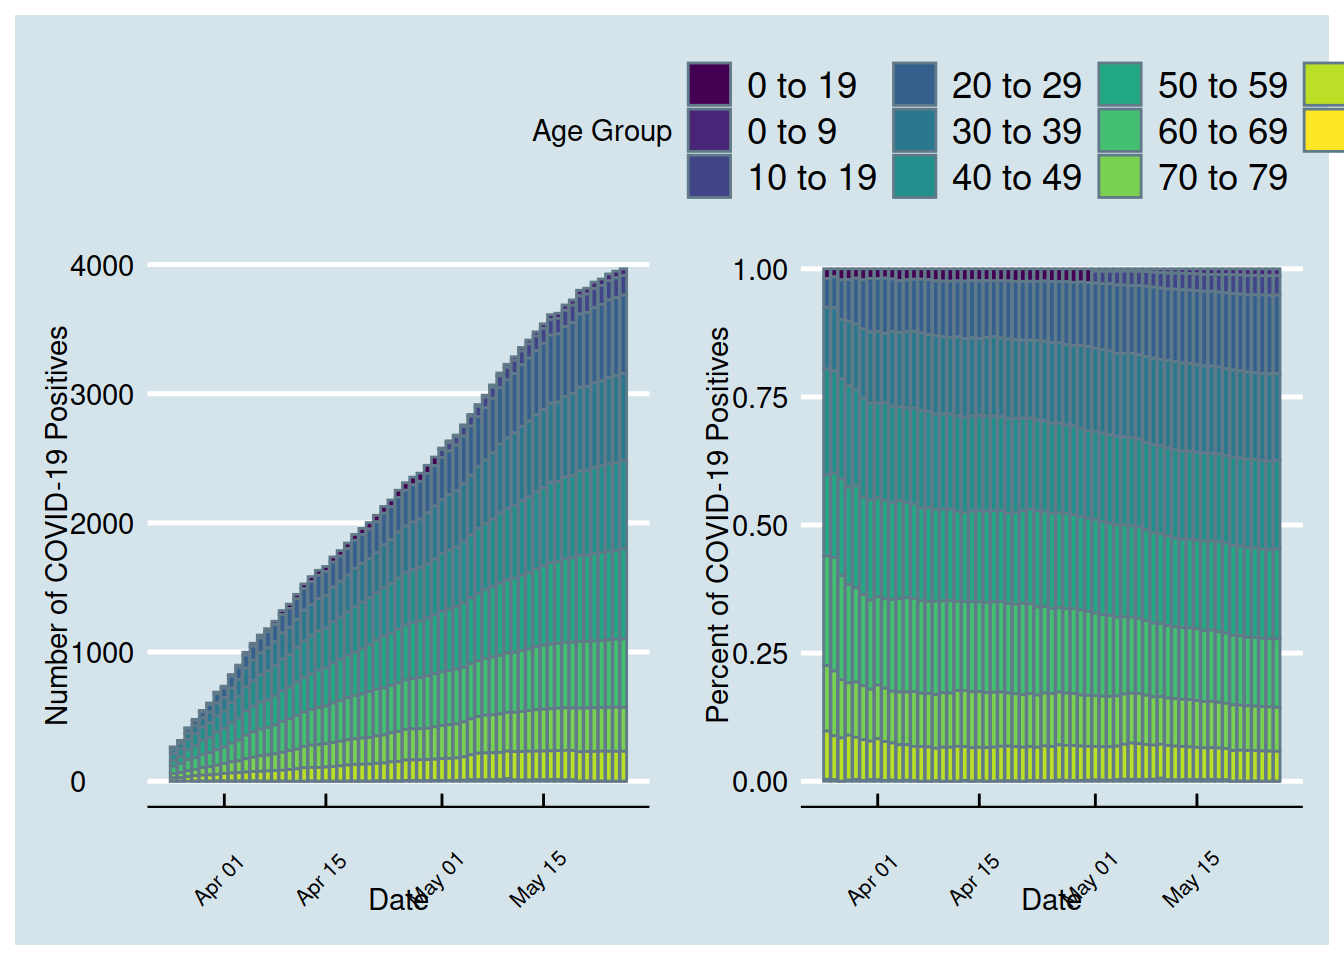 Age Group
0 to 19
0 to 9
10 to 19
20 to 29
30 to 39
40 to 49
50 to 59
60 to 69
70 to 79
Number of COVID-19 Positives
4000
3000
2000
1000
0
Apr 01
Apr 15
May 01
May 15
Date
Percent of COVID-19 Positives
1.00
0.75
0.50
0.25
0.00
Apr 01
Apr 15
May 01
May 15
Date